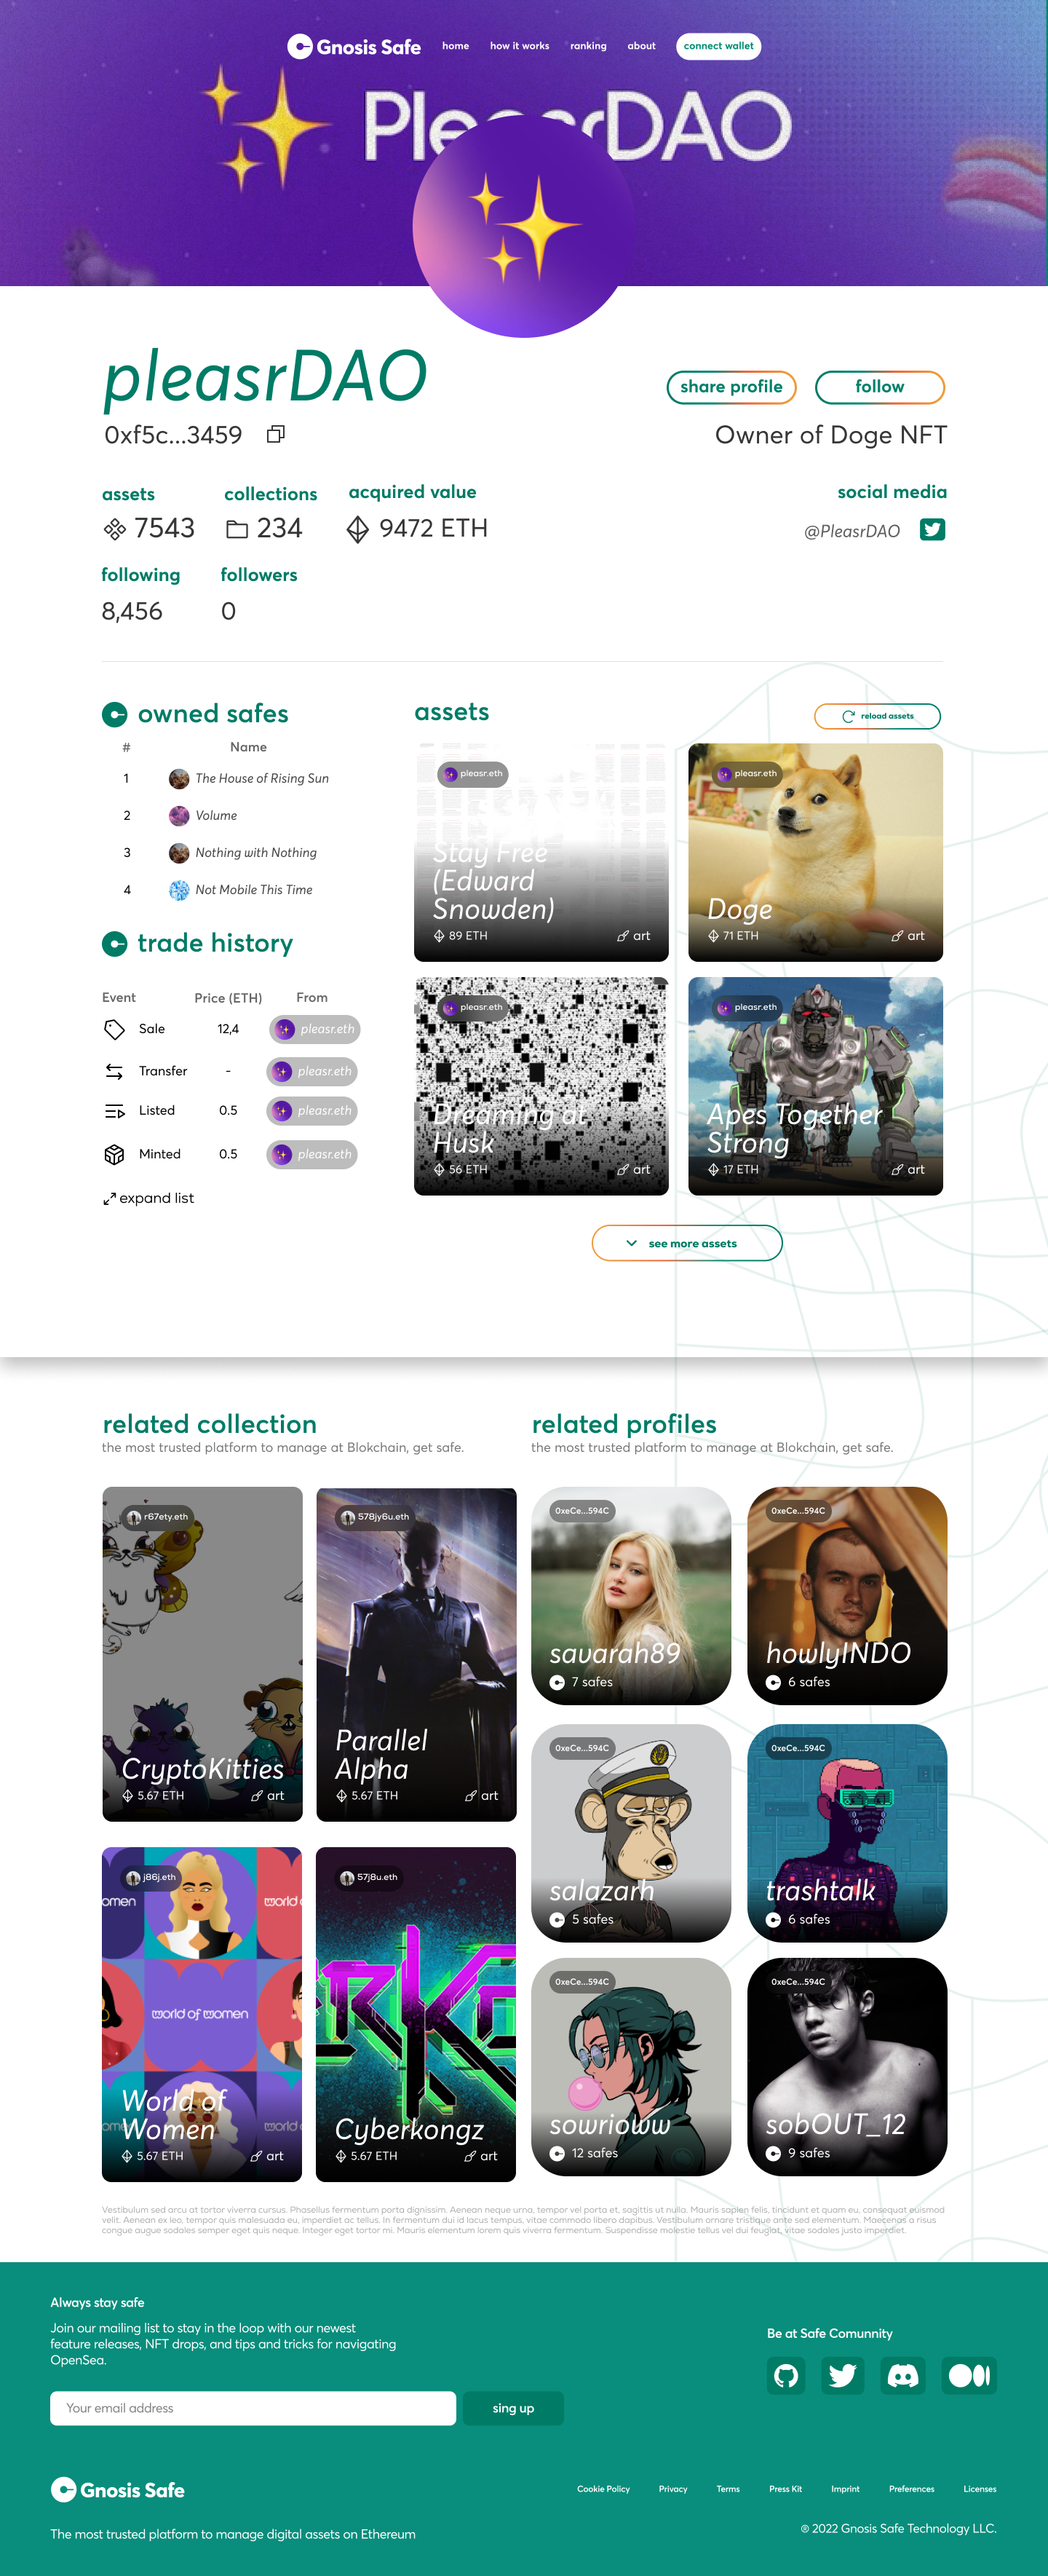 Gnosis Safe
home
how it works
ranking
about
connect wallet
PleasrDAO
pleasrDAO
share profile
follow
0xf5c...3459
Owner of Doge NFT
assets
collections
acquired value
social media
7543
234
9472 ETH
@PleasrDAO
following
followers
8,456
0
owned safes
# Name
1 The House of Rising Sun
2 Volume
3 Nothing with Nothing
4 Not Mobile This Time
trade history
Event Price (ETH) From
Sale 12,4 pleasr.eth
Transfer - pleasr.eth
Listed 0.5 pleasr.eth
Minted 0.5 pleasr.eth
expand list
assets
reload assets
pleasr.eth
Stay Free
(Edward
Snowden)
89 ETH
art
pleasr.eth
Doge
71 ETH
art
pleasr.eth
Dreaming at
Husk
56 ETH
art
pleasr.eth
Apes Together
Strong
17 ETH
art
see more assets
related collection
the most trusted platform to manage at Blokchain, get safe.
r67ety.eth
CryptoKitties
5.67 ETH
art
578jy6u.eth
Parallel
Alpha
5.67 ETH
art
j86j.eth
omen
world o
world of women
world o
World of
Women
5.67 ETH
art
57j8u.eth
RKO
Cyberkongz
5.67 ETH
art
related profiles
the most trusted platform to manage at Blokchain, get safe.
0xeCe...594C
savarah89
7 safes
0xeCe...594C
howlyINDO
6 safes
0xeCe...594C
salazarh
5 safes
0xeCe...594C
trashtalk
6 safes
0xeCe...594C
sowrioww
12 safes
0xeCe...594C
sobOUT_12
9 safes
Vestibulum sed arcu at tortor viverra cursus. Phasellus fermentum porta dignissim. Aenean neque urna, tempor vel porta et, sagittis ut nulla. Mauris sapien felis, tincidunt et quam eu, consequat euismod
velit. Aenean ex leo, tempor quis malesuada eu, imperdiet ac tellus. In fermentum dui id lacus tempus, vitae commodo libero dapibus. Vestibulum ornare tristique ante sed elementum. Maecenas a risus
congue augue sodales semper eget quis neque. Integer eget tortor mi. Mauris elementum lorem quis viverra fermentum. Suspendisse molestie tellus vel dui feugiat, vitae sodales justo imperdiet.
Always stay safe
Join our mailing list to stay in the loop with our newest
feature releases, NFT drops, and tips and tricks for navigating
OpenSea.
Your email address
sing up
Be at Safe Comunnity
Gnosis Safe
The most trusted platform to manage digital assets on Ethereum
Cookie Policy
Privacy
Terms
Press Kit
Imprint
Preferences
Licenses
® 2022 Gnosis Safe Technology LLC.